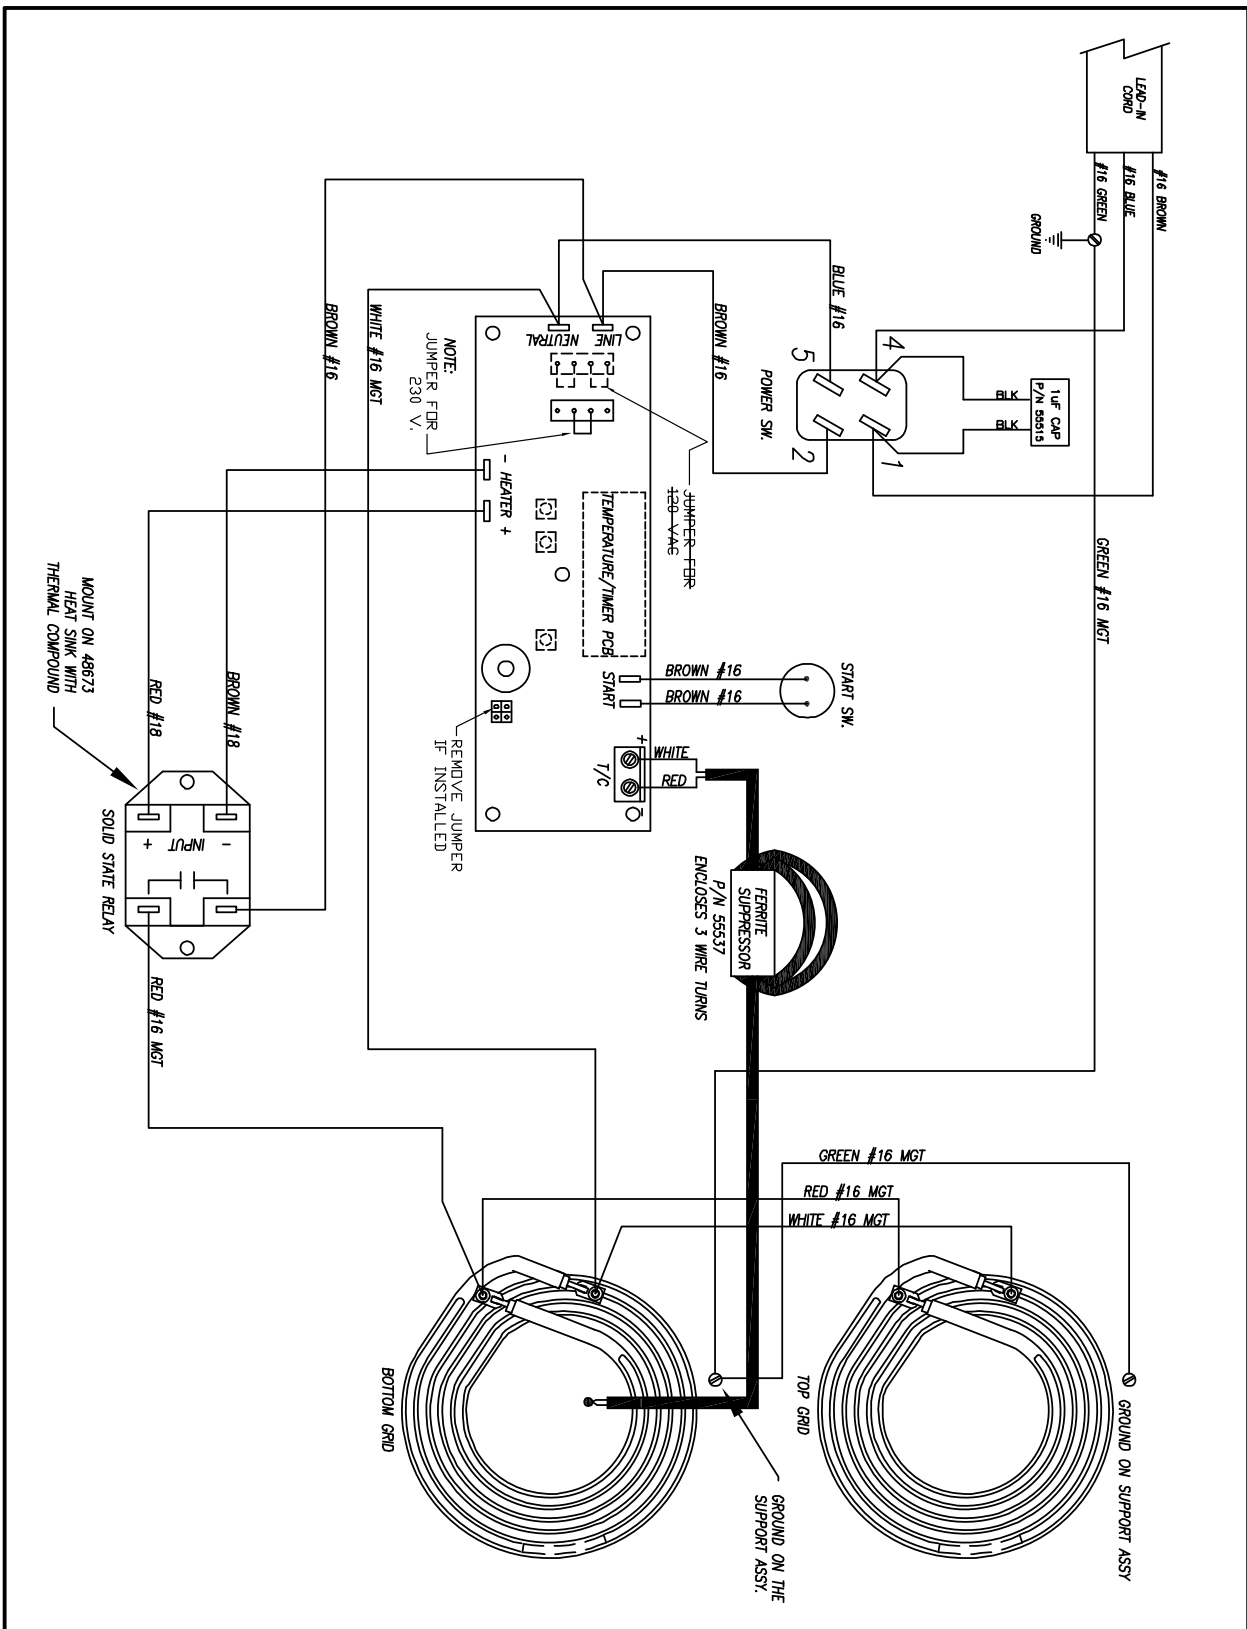 LEAD-IN
CORD
#16 BROWN
#16 BLUE
#16 GREEN
GROUND
1uF CAP
P/N 55515
BLK
BLK
4
1
5
2
POWER SW.
BLUE #16
BROWN #16
GREEN #16 MGT
BROWN #16
WHITE #16 MGT
LINE
NEUTRAL
NOTE:
JUMPER FOR
230 V.
JUMPER FOR
120 VAC
- HEATER +
TEMPERATURE/TIMER PCB
START
BROWN #16
BROWN #16
START SW.
REMOVE JUMPER
IF INSTALLED
+
T/C
-
WHITE
RED
FERRITE
SUPPRESSOR
P/N 55537
ENCLOSES 3 WIRE TURNS
MOUNT ON 48673
HEAT SINK WITH
THERMAL COMPOUND
RED #18
BROWN #18
+ INPUT -
SOLID STATE RELAY
RED #16 MGT
GREEN #16 MGT
RED #16 MGT
WHITE #16 MGT
BOTTOM GRID
TOP GRID
GROUND ON SUPPORT ASSY
GROUND ON THE
SUPPORT ASSY.